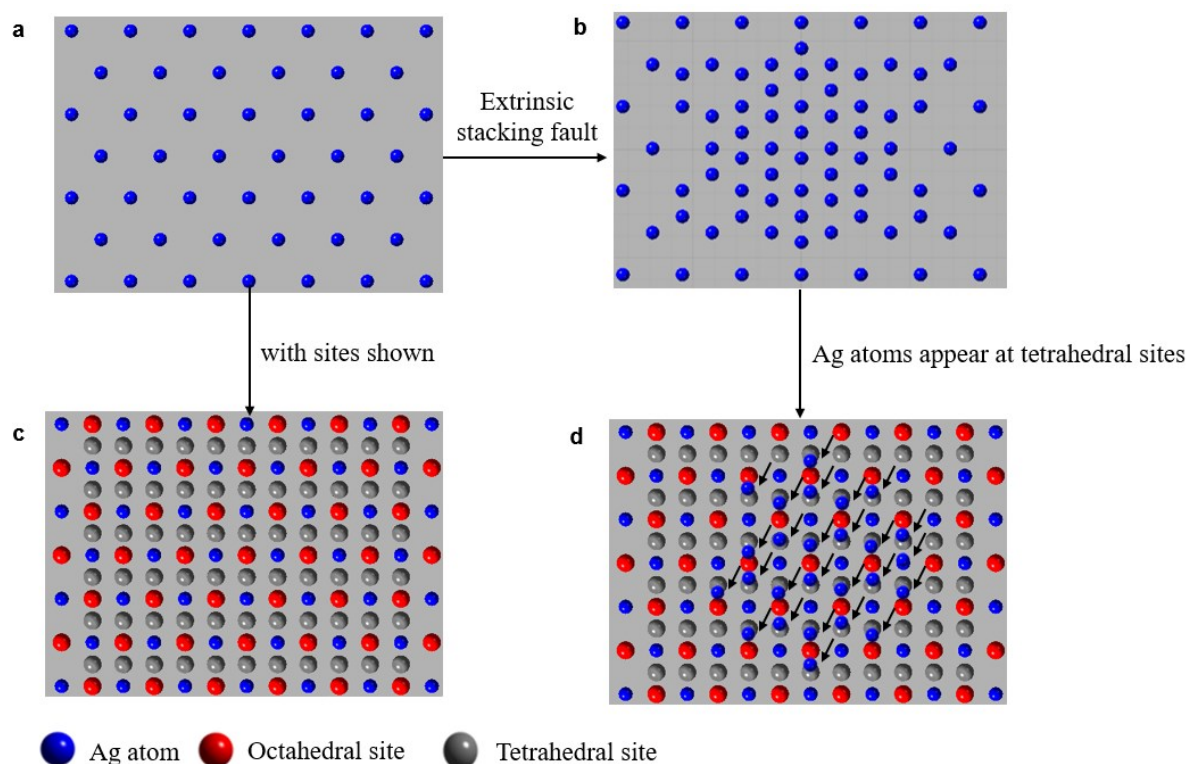 a
b
Extrinsic
stacking fault
with sites shown
Ag atoms appear at tetrahedral sites
c
d
Ag atom
Octahedral site
Tetrahedral site